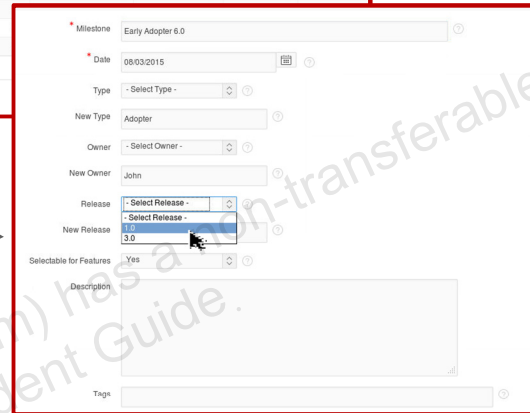 * Milestone Early Adopter 6.0 ?
* Date 08/03/2015 ?
Type - Select Type - ?
New Type Adopter ?
Owner - Select Owner - ?
New Owner John ?
Release - Select Release - ?
- Select Release -
1.0
New Release ?
3.0
Selectable for Features Yes ?
Description
Tags ?
m) has a non-transferable
dent Guide.